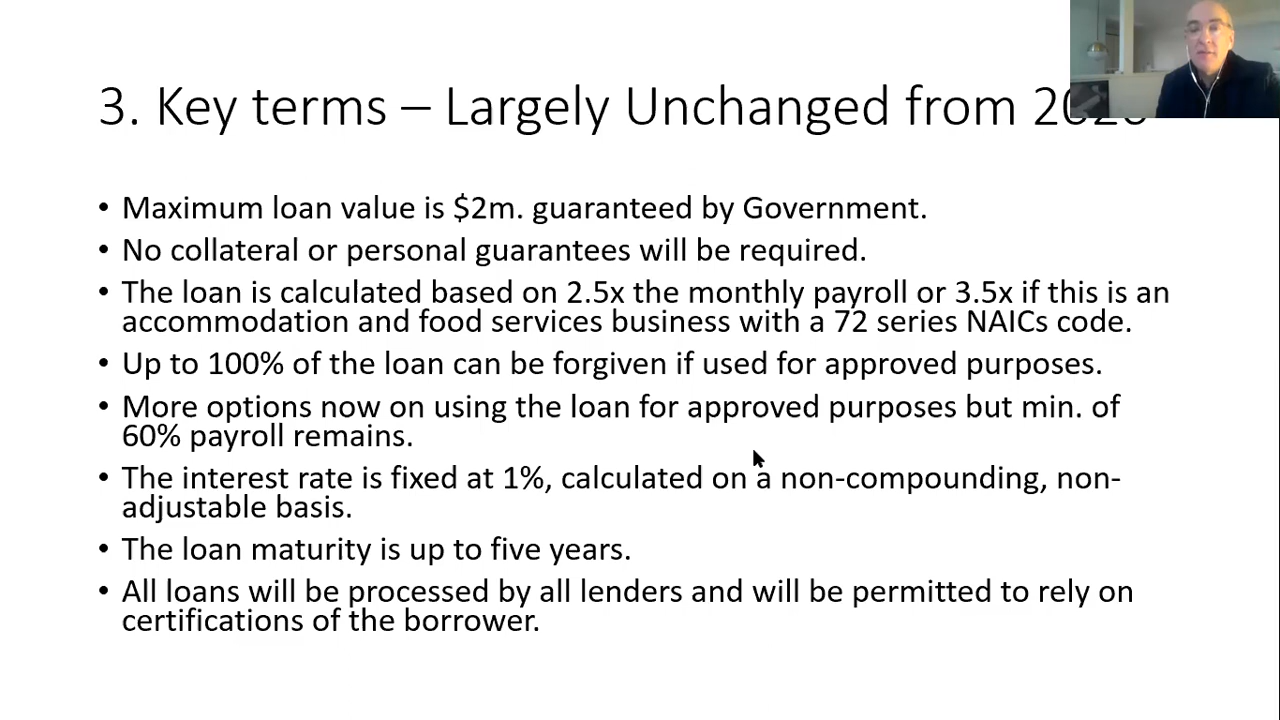 3. Key terms – Largely Unchanged from
• Maximum loan value is $2m. guaranteed by Government.
• No collateral or personal guarantees will be required.
• The loan is calculated based on 2.5x the monthly payroll or 3.5x if this is an
accommodation and food services business with a 72 series NAICs code.
• Up to 100% of the loan can be forgiven if used for approved purposes.
• More options now on using the loan for approved purposes but min. of
60% payroll remains.
• The interest rate is fixed at 1%, calculated on a non-compounding, non-
adjustable basis.
• The loan maturity is up to five years.
• All loans will be processed by all lenders and will be permitted to rely on
certifications of the borrower.